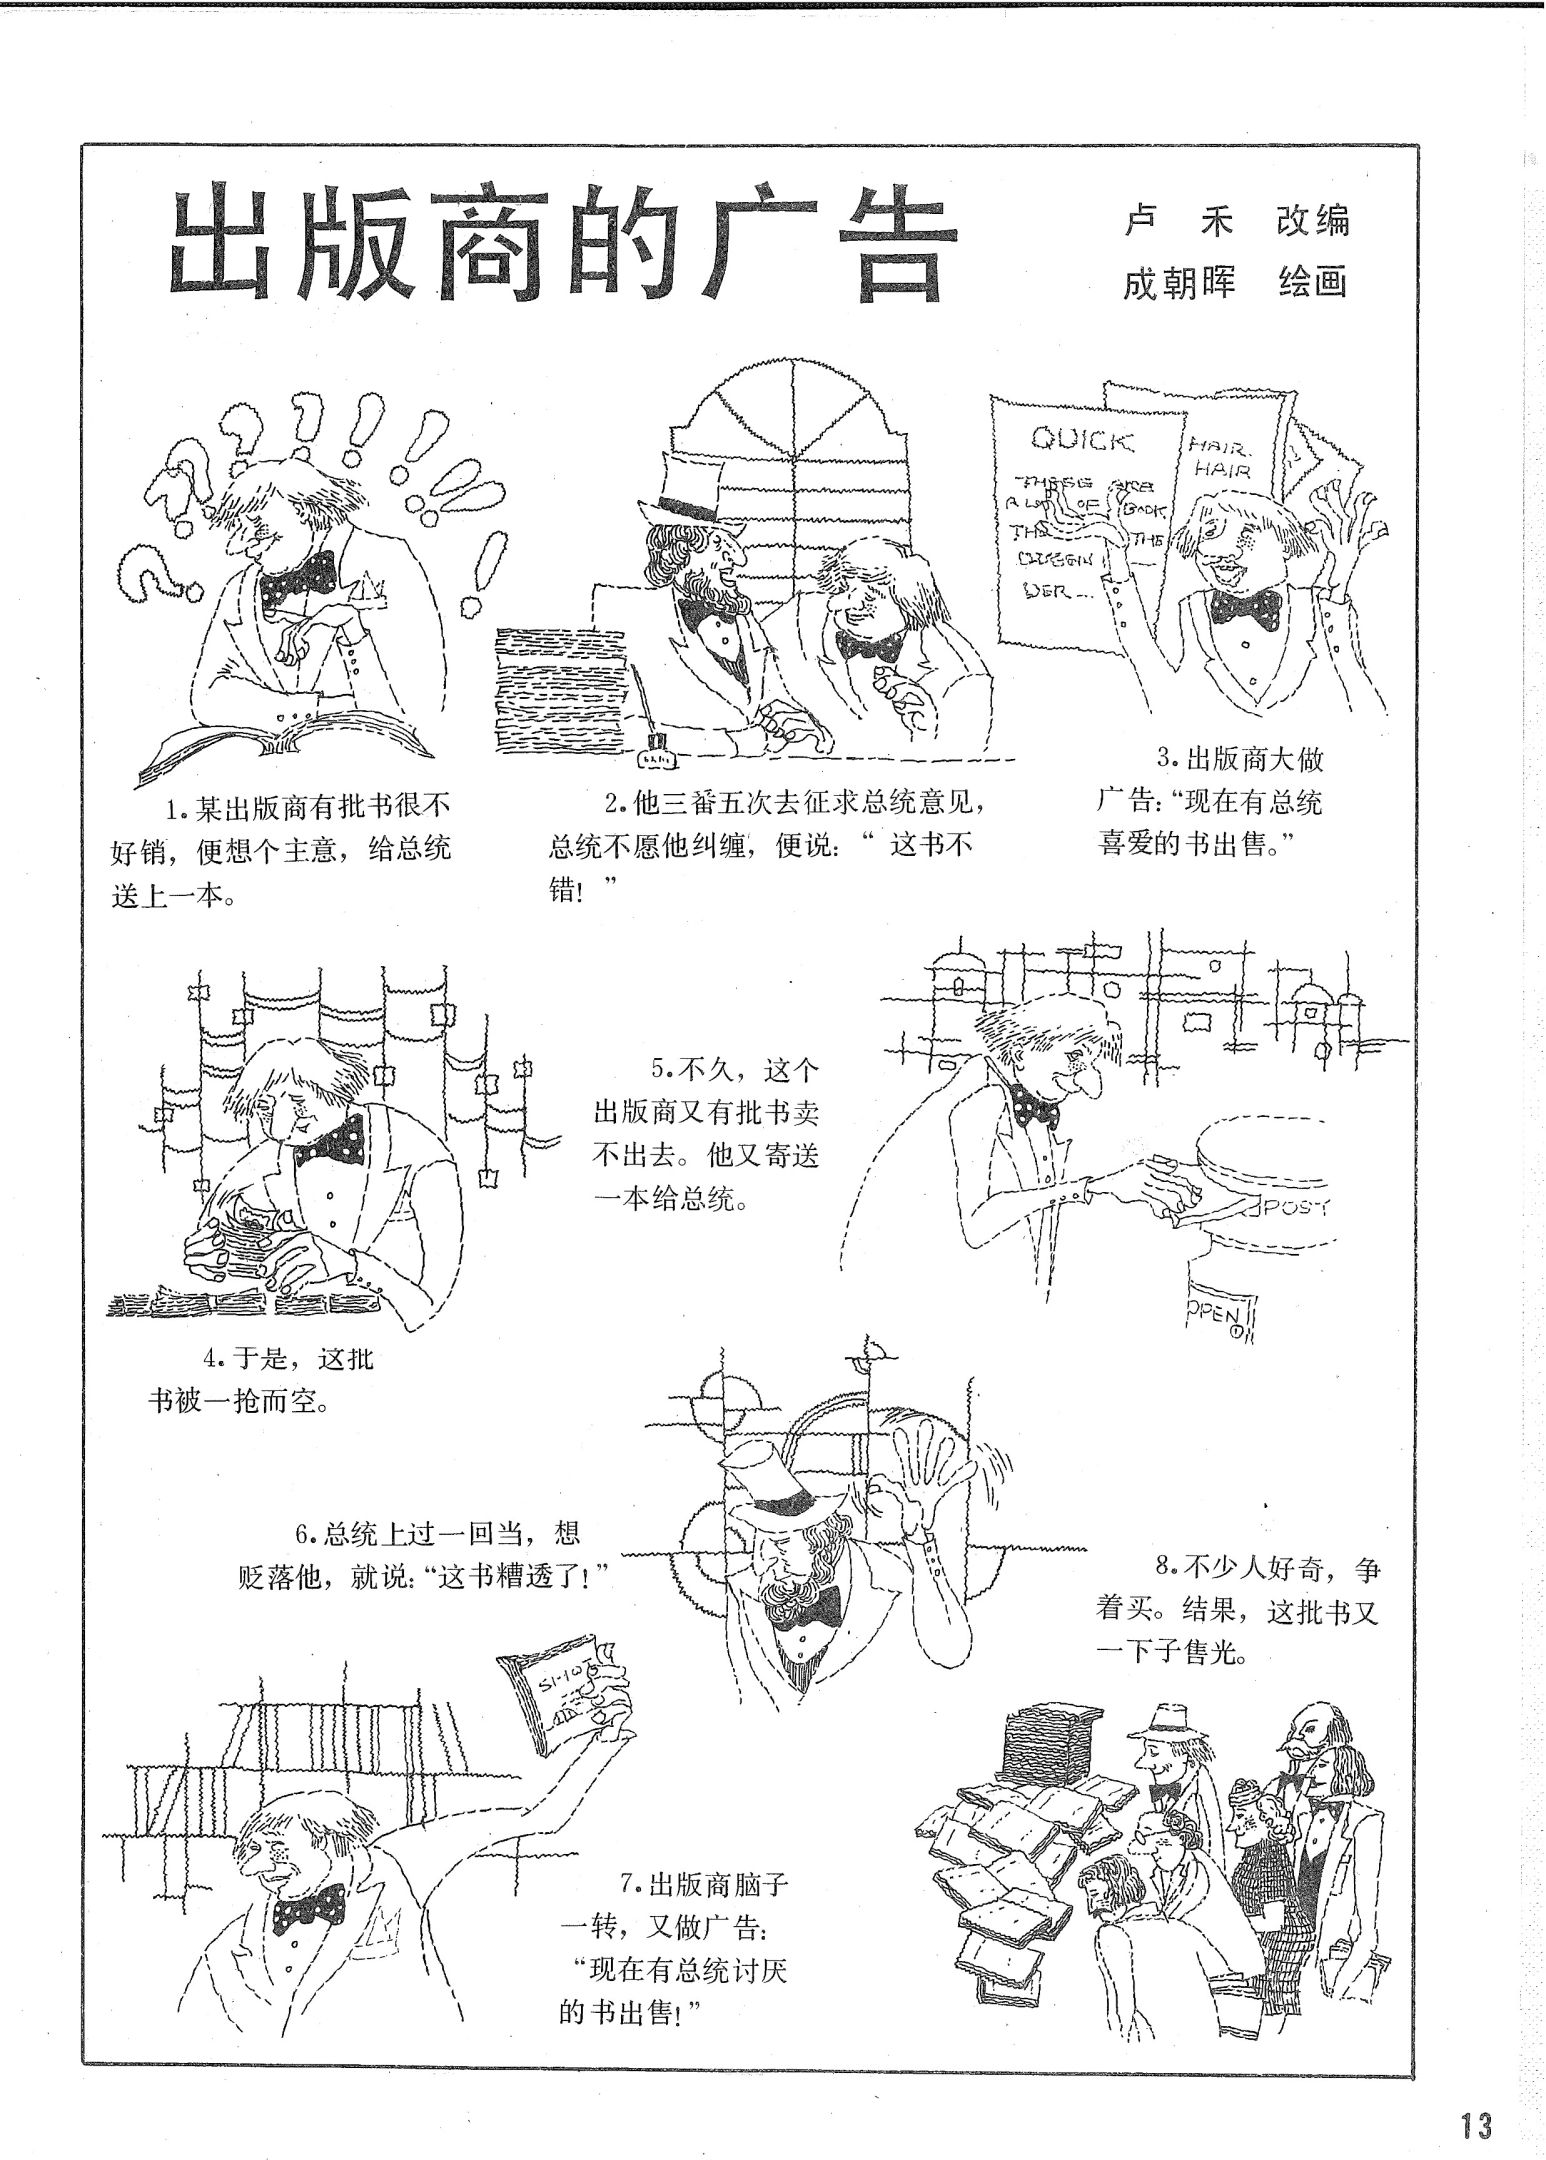 出版商的广告
卢 禾 改编
成朝晖 绘画
QUICK
THESE ARE
A LOT OF BOOK
THE
THE
QUEEN
WER...
HAIR.
HAIR
1.某出版商有批书很不
好销，便想个主意，给总统
送上一本。
2.他三番五次去征求总统意见，
总统不愿他纠缠，便说：“这书不
错！”
3.出版商大做
广告：“现在有总统
喜爱的书出售。”
4.于是，这批
书被一抢而空。
5.不久，这个
出版商又有批书卖
不出去。他又寄送
一本给总统。
POST
OPEN
6.总统上过一回当，想
贬落他，就说：“这书糟透了！”
7.出版商脑子
一转，又做广告：
“现在有总统讨厌
的书出售！”
8.不少人好奇，争
着买。结果，这批书又
一下子售光。
13